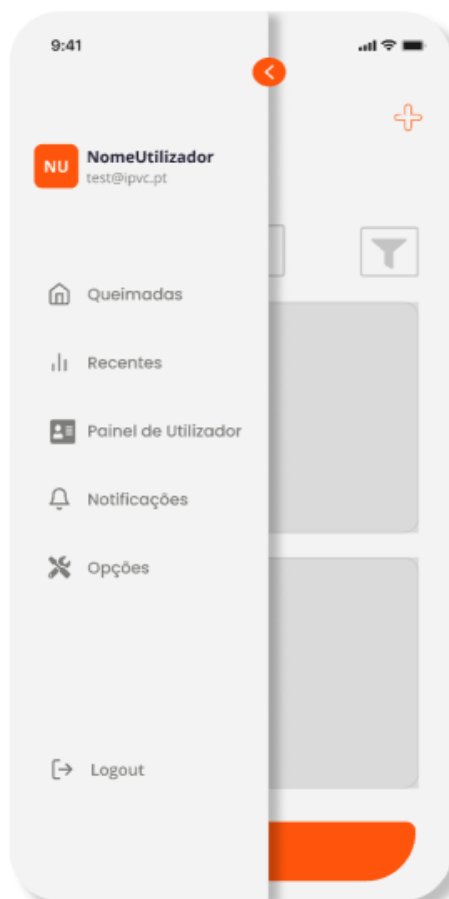 9:41
NU
NomeUtilizador
test@ipvc.pt
Queimadas
Recentes
Painel de Utilizador
Notificações
Opções
Logout